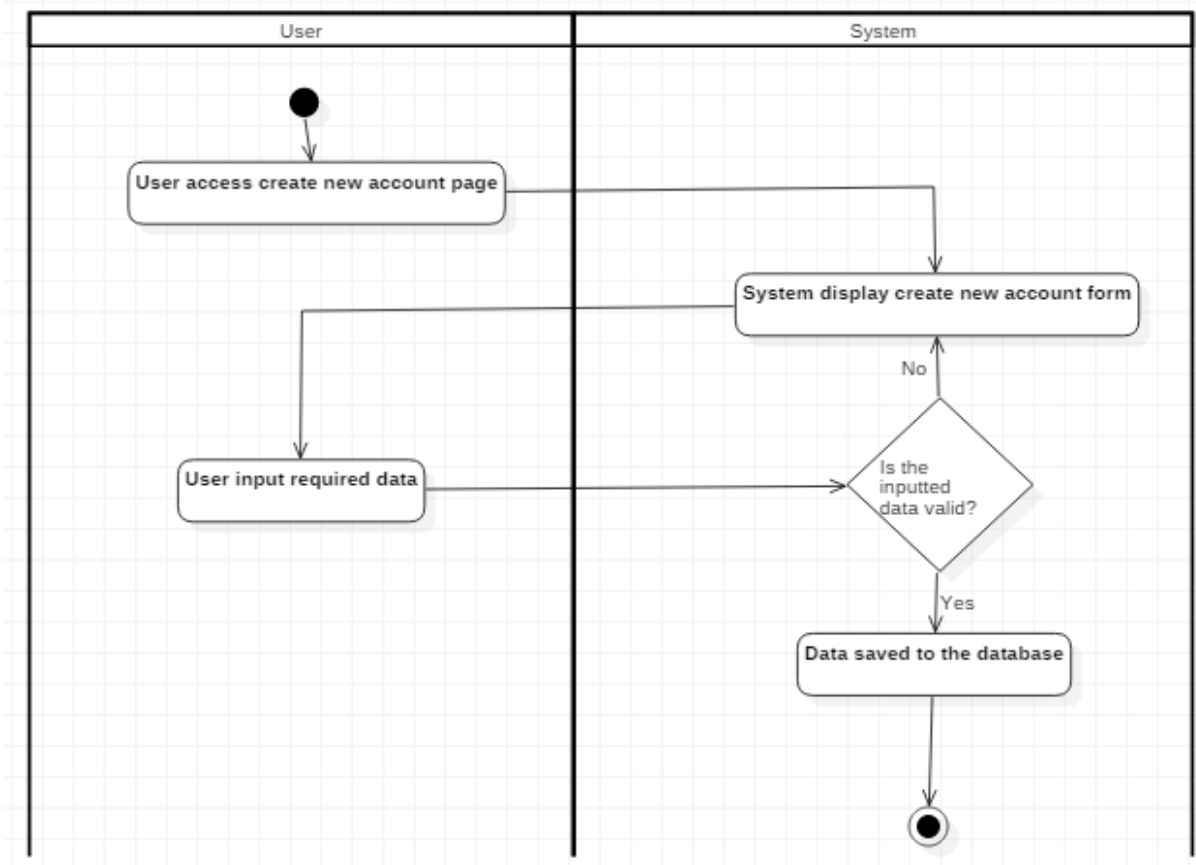 User
System
User access create new account page
System display create new account form
No
User input required data
Is the
inputted
data valid?
Yes
Data saved to the database